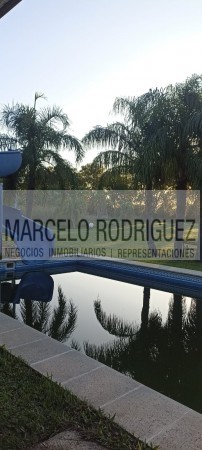 MARCELO RODRIGUEZ
NEGOCIOS INMOBILIARIOS | REPRESENTACIONES